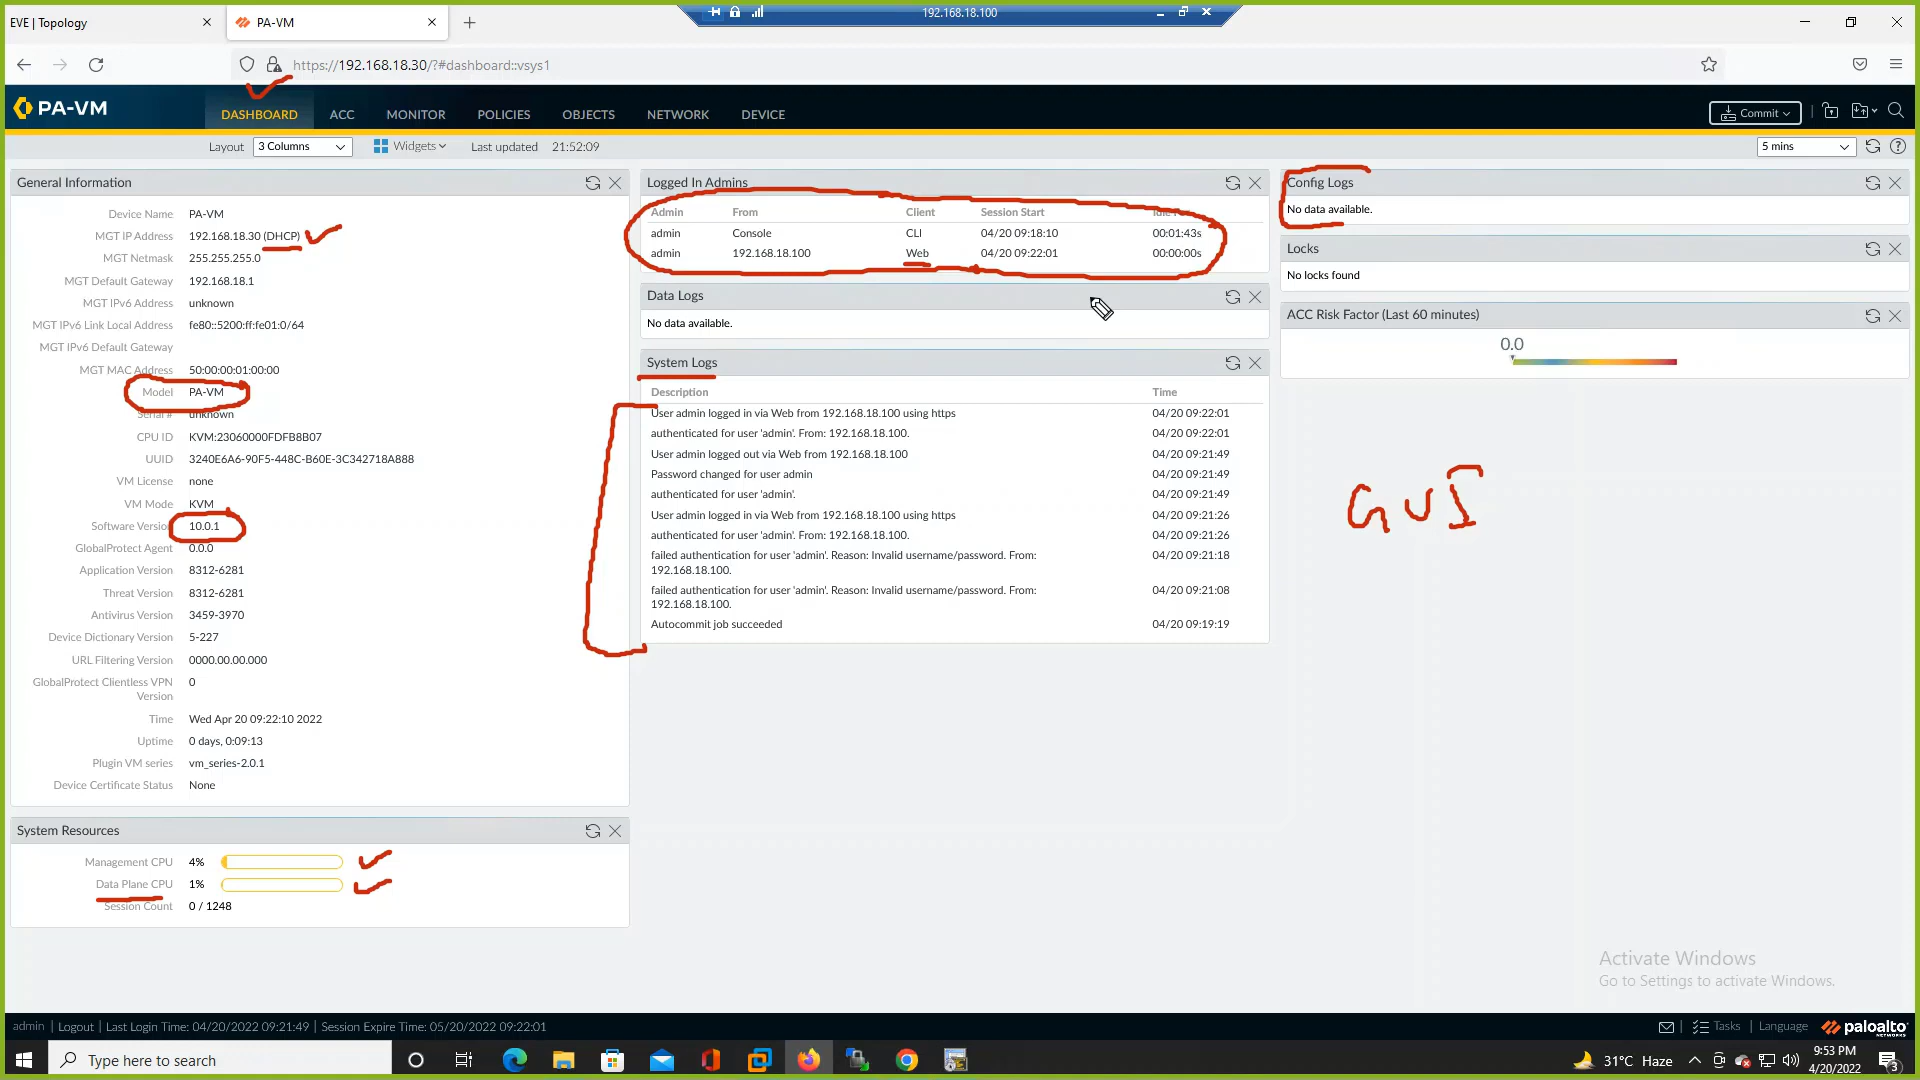 EVE | Topology
PA-VM
192.168.18.100
https://192.168.18.30/?#dashboard::vsys1
PA-VM
DASHBOARD ACC MONITOR POLICIES OBJECTS NETWORK DEVICE
Commit
Layout 3 Columns Widgets Last updated 21:52:09
5 mins
General Information
Device Name PA-VM
MGT IP Address 192.168.18.30 (DHCP)
MGT Netmask 255.255.255.0
MGT Default Gateway 192.168.18.1
MGT IPv6 Address unknown
MGT IPv6 Link Local Address fe80::5200:ff:fe01:0/64
MGT IPv6 Default Gateway
MGT MAC Address 50:00:00:01:00:00
Model PA-VM
Serial # unknown
CPU ID KVM:23060000FDFB8B07
UUID 3240E6A6-90F5-448C-B60E-3C342718A888
VM License none
VM Mode KVM
Software Version 10.0.1
GlobalProtect Agent 0.0.0
Application Version 8312-6281
Threat Version 8312-6281
Antivirus Version 3459-3970
Device Dictionary Version 5-227
URL Filtering Version 0000.00.00.000
GlobalProtect Clientless VPN Version 0
Time Wed Apr 20 09:22:10 2022
Uptime 0 days, 0:09:13
Plugin VM series vm_series-2.0.1
Device Certificate Status None
System Resources
Management CPU 4%
Data Plane CPU 1%
Session Count 0 / 1248
Logged In Admins
Admin From Client Session Start
admin Console CLI 04/20 09:18:10 00:01:43s
admin 192.168.18.100 Web 04/20 09:22:01 00:00:00s
Data Logs
No data available.
System Logs
Description Time
User admin logged in via Web from 192.168.18.100 using https 04/20 09:22:01
authenticated for user 'admin'. From: 192.168.18.100. 04/20 09:22:01
User admin logged out via Web from 192.168.18.100 04/20 09:21:49
Password changed for user admin 04/20 09:21:49
authenticated for user 'admin'. 04/20 09:21:49
User admin logged in via Web from 192.168.18.100 using https 04/20 09:21:26
authenticated for user 'admin'. From: 192.168.18.100. 04/20 09:21:26
failed authentication for user 'admin'. Reason: Invalid username/password. From: 04/20 09:21:18
192.168.18.100.
failed authentication for user 'admin'. Reason: Invalid username/password. From: 04/20 09:21:08
192.168.18.100.
Autocommit job succeeded 04/20 09:19:19
Config Logs
No data available.
Locks
No locks found
ACC Risk Factor (Last 60 minutes)
0.0
GUI
Activate Windows
Go to Settings to activate Windows.
admin | Logout | Last Login Time: 04/20/2022 09:21:49 | Session Expire Time: 05/20/2022 09:22:01
Tasks | Language paloalto NETWORKS
Type here to search
31°C Haze
9:53 PM
4/20/2022
3